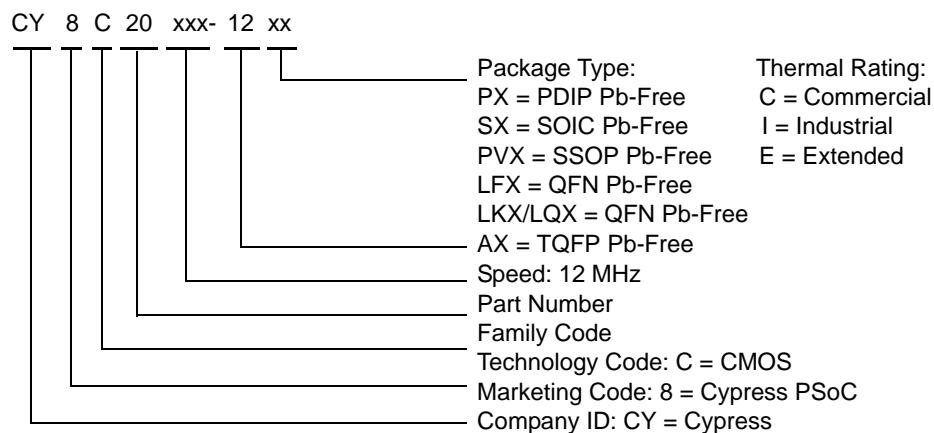 CY 8 C 20 xxx- 12 xx
Package Type: Thermal Rating:
PX = PDIP Pb-Free C = Commercial
SX = SOIC Pb-Free I = Industrial
PVX = SSOP Pb-Free E = Extended
LFX = QFN Pb-Free
LKX/LQX = QFN Pb-Free
AX = TQFP Pb-Free
Speed: 12 MHz
Part Number
Family Code
Technology Code: C = CMOS
Marketing Code: 8 = Cypress PSoC
Company ID: CY = Cypress